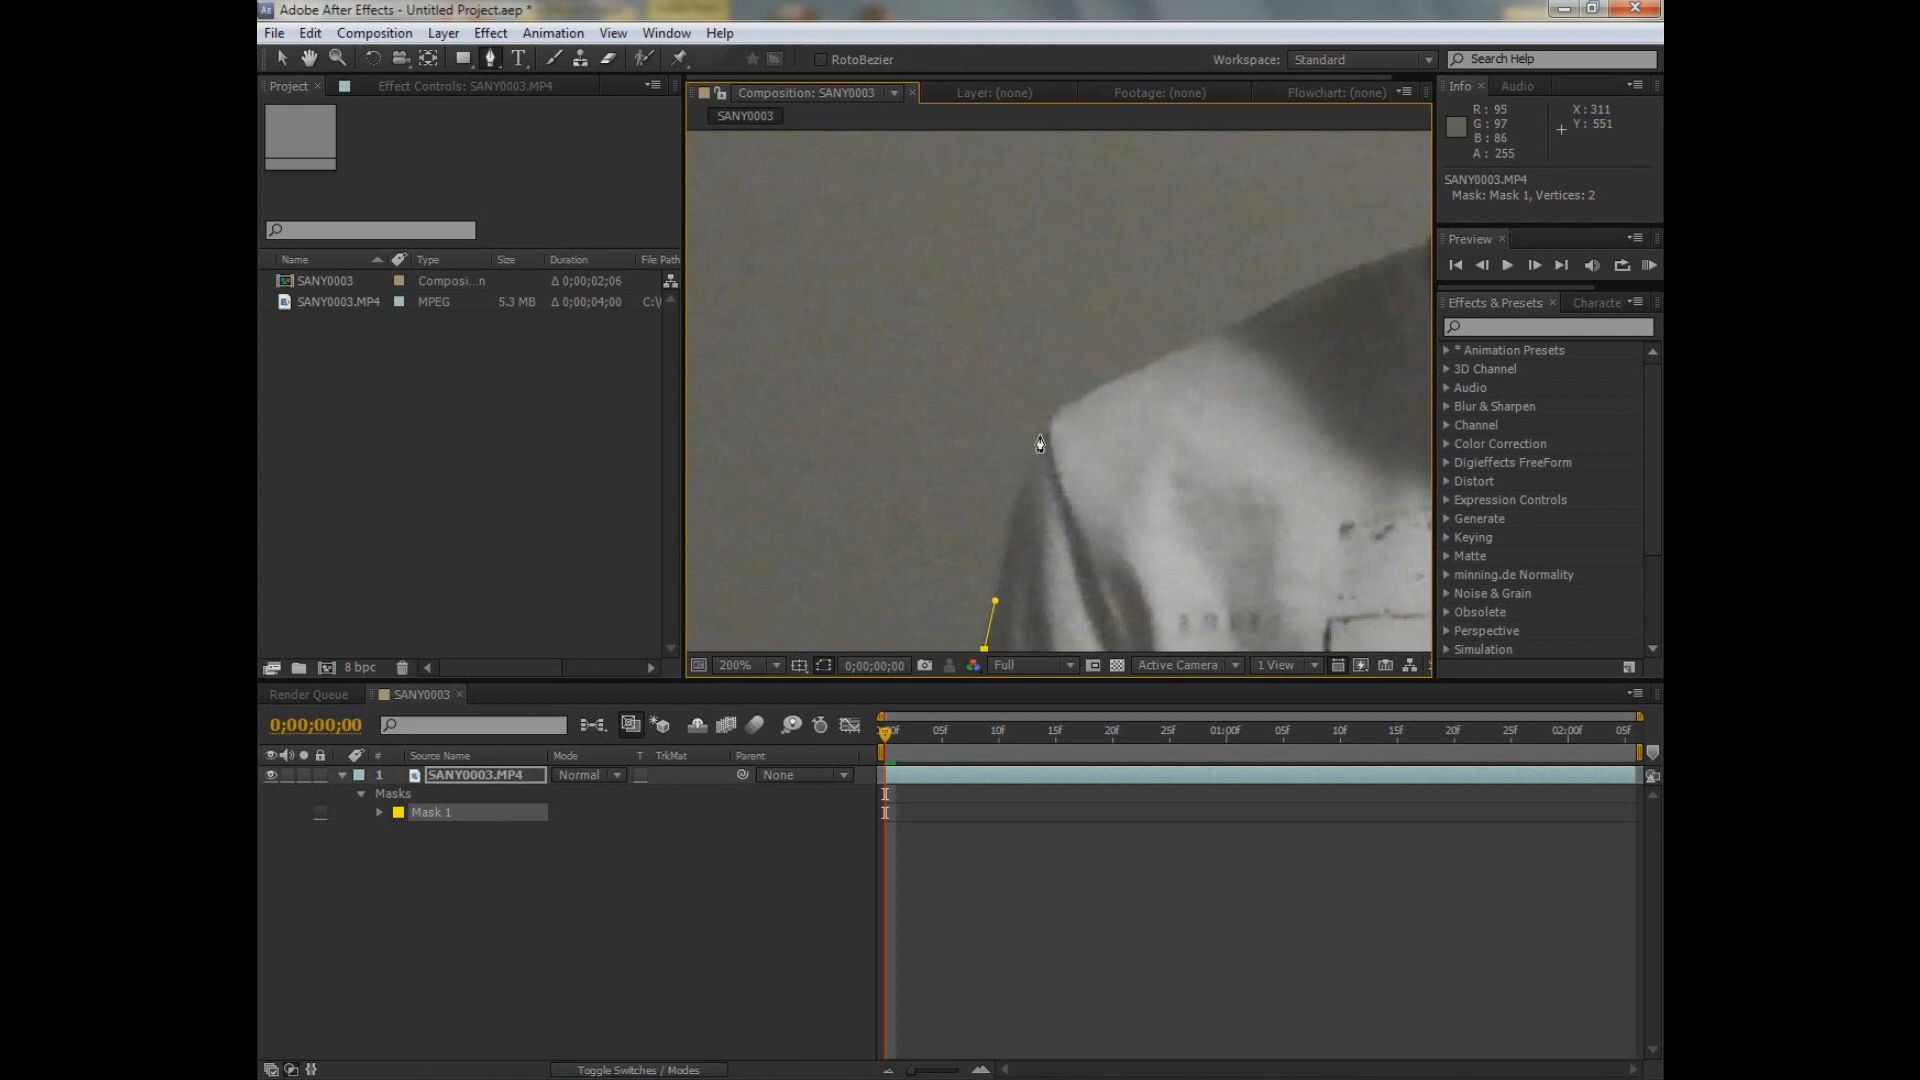 Adobe After Effects - Untitled Project.aep *
File Edit Composition Layer Effect Animation View Window Help
RotoBezier
Workspace: Standard
Search Help
Project
Effect Controls: SANY0003.MP4
Composition: SANY0003
Layer: (none)
Footage: (none)
Flowchart: (none)
SANY0003
Info Audio
R: 95
G: 97
B: 86
A: 255
X: 311
Y: 551
SANY0003.MP4
Mask: Mask 1, Vertices: 2
Preview
Effects & Presets
Characte
* Animation Presets
3D Channel
Audio
Blur & Sharpen
Channel
Color Correction
Digieffects FreeForm
Distort
Expression Controls
Generate
Keying
Matte
minning.de Normality
Noise & Grain
Obsolete
Perspective
Simulation
Name Type Size Duration File Path
SANY0003 Composi...n Δ 0;00;02;06
SANY0003.MP4 MPEG 5.3 MB Δ 0;00;04;00 C:\
8 bpc
200% 0;00;00;00 Full Active Camera 1 View
Render Queue
SANY0003
0;00;00;00
05f 10f 15f 20f 25f 01:00f 05f 10f 15f 20f 25f 02:00f 05f
# Source Name Mode T TrkMat Parent
1 SANY0003.MP4 Normal None
Masks
Mask 1
Toggle Switches / Modes